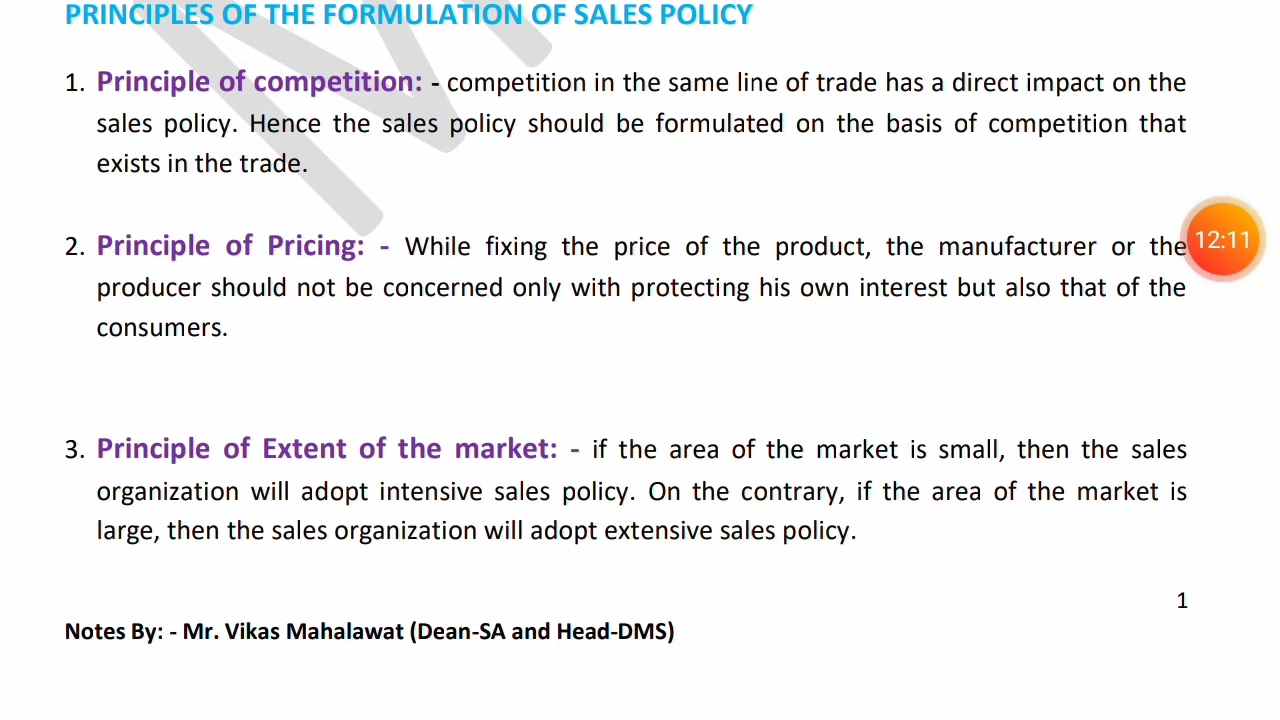 PRINCIPLES OF THE FORMULATION OF SALES POLICY
1. Principle of competition: - competition in the same line of trade has a direct impact on the
sales policy. Hence the sales policy should be formulated on the basis of competition that
exists in the trade.
2. Principle of Pricing: - While fixing the price of the product, the manufacturer or the
12:11
producer should not be concerned only with protecting his own interest but also that of the
consumers.
3. Principle of Extent of the market: - if the area of the market is small, then the sales
organization will adopt intensive sales policy. On the contrary, if the area of the market is
large, then the sales organization will adopt extensive sales policy.
1
Notes By: - Mr. Vikas Mahalawat (Dean-SA and Head-DMS)